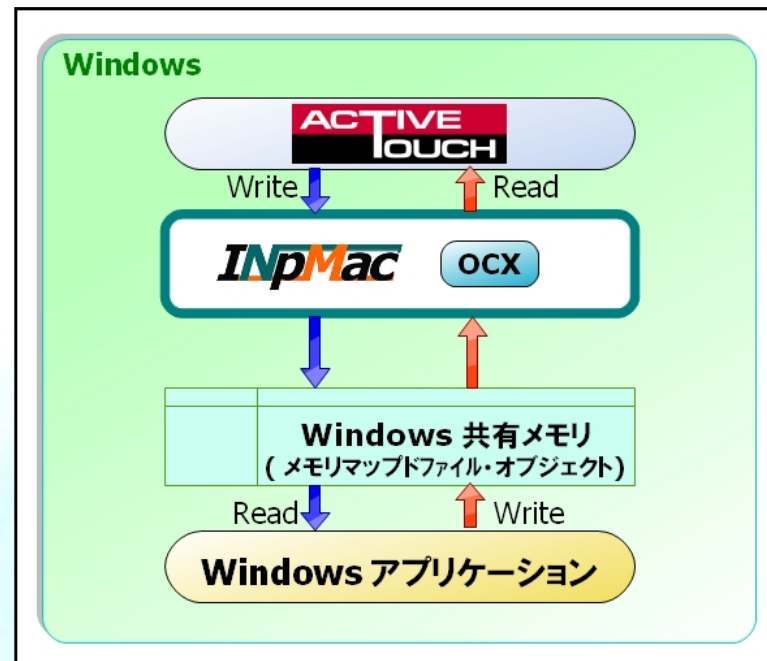 Windows
ACTIVE
TOUCH
Write Read
INpMac OCX
Windows 共有メモリ
( メモリマップドファイル・オブジェクト)
Read Write
Windows アプリケーション